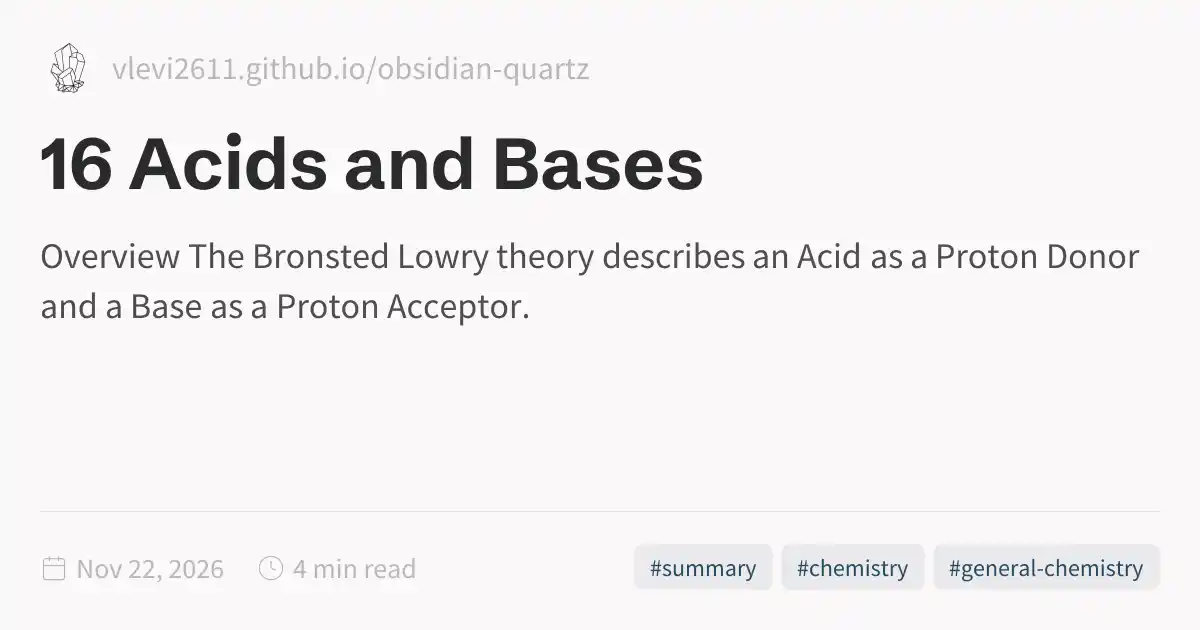 vlevi2611.github.io/obsidian-quartz
16 Acids and Bases
Overview The Bronsted Lowry theory describes an Acid as a Proton Donor
and a Base as a Proton Acceptor.
Nov 22, 2026 4 min read #summary #chemistry #general-chemistry